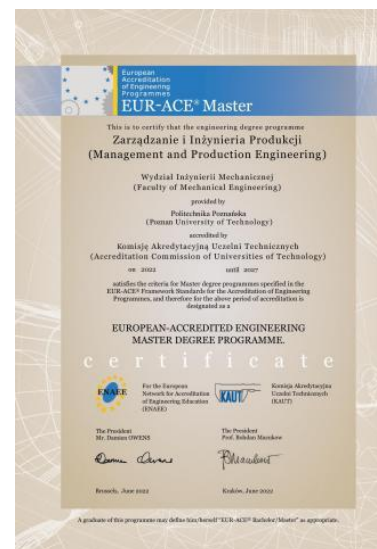 European
Accreditation
of Engineering
Programmes
EUR-ACE® Master
This is to certify that the engineering degree programme
Zarządzanie i Inżynieria Produkcji
(Management and Production Engineering)
Wydział Inżynierii Mechanicznej
(Faculty of Mechanical Engineering)
provided by
Politechnika Poznańska
(Poznan University of Technology)
accredited by
Komisję Akredytacyjną Uczelni Technicznych
(Accreditation Commission of Universities of Technology)
on 2022 until 2027
satisfies the criteria for Master degree programmes specified in the
EUR-ACE® Framework Standards for the Accreditation of Engineering
Programmes, and therefore for the above period of accreditation is
designated as a
EUROPEAN-ACCREDITED ENGINEERING
MASTER DEGREE PROGRAMME.
certificate
ENAEE
For the European
Network for Accreditation
of Engineering Education
(ENAEE)
KAUT
Komisja Akredytacyjna
Uczelni Technicznych
(KAUT)
The President
Mr. Damian OWENS
The President
Prof. Bohdan Macukow
Brussels, June 2022
Kraków, June 2022
A graduate of this programme may define him/herself "EUR-ACE® Bachelor/Master" as appropriate.